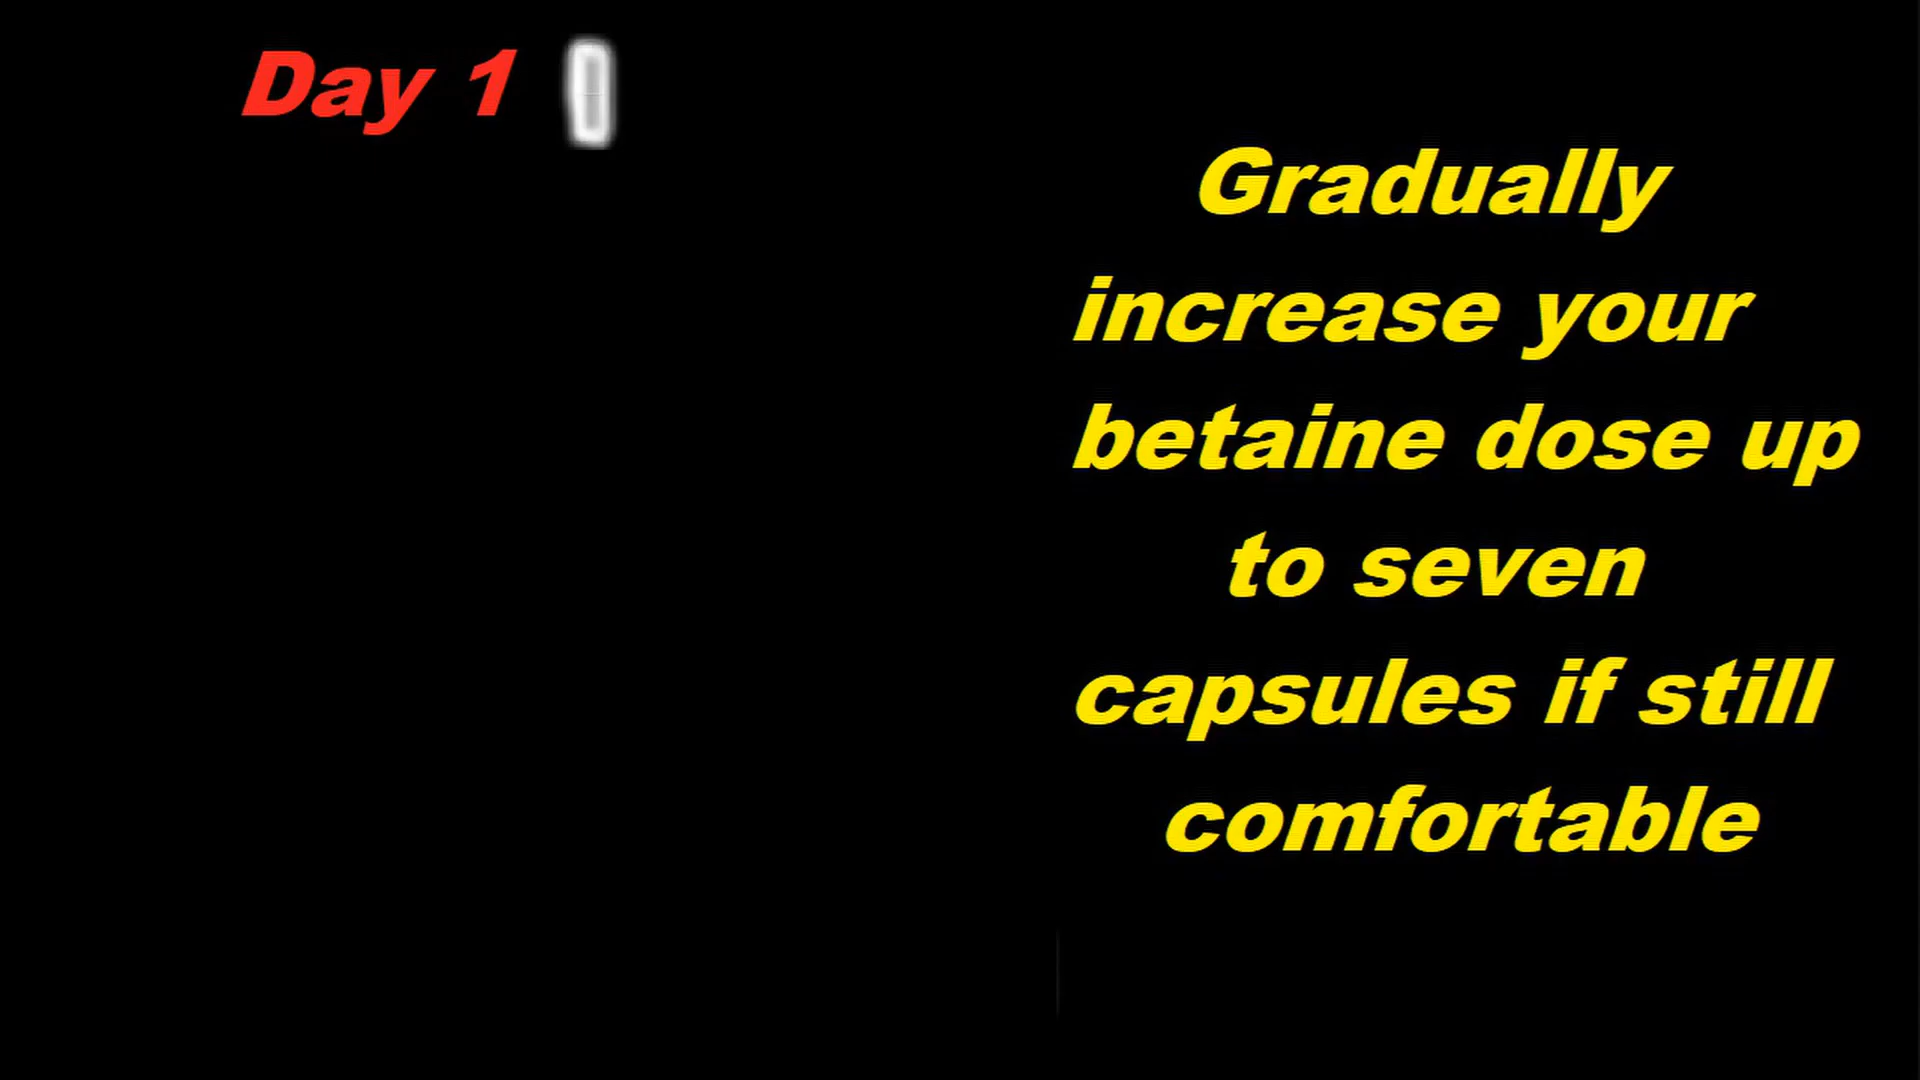 Day 1
Gradually
increase your
betaine dose up
to seven
capsules if still
comfortable